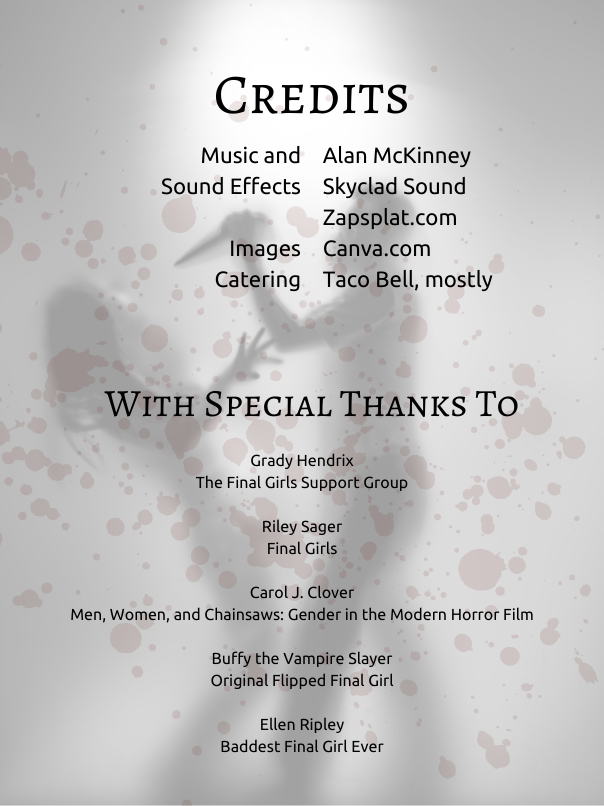 Credits
Music and Alan McKinney
Sound Effects Skyclad Sound
Zapsplat.com
Images Canva.com
Catering Taco Bell, mostly
With Special Thanks To
Grady Hendrix
The Final Girls Support Group
Riley Sager
Final Girls
Carol J. Clover
Men, Women, and Chainsaws: Gender in the Modern Horror Film
Buffy the Vampire Slayer
Original Flipped Final Girl
Ellen Ripley
Baddest Final Girl Ever